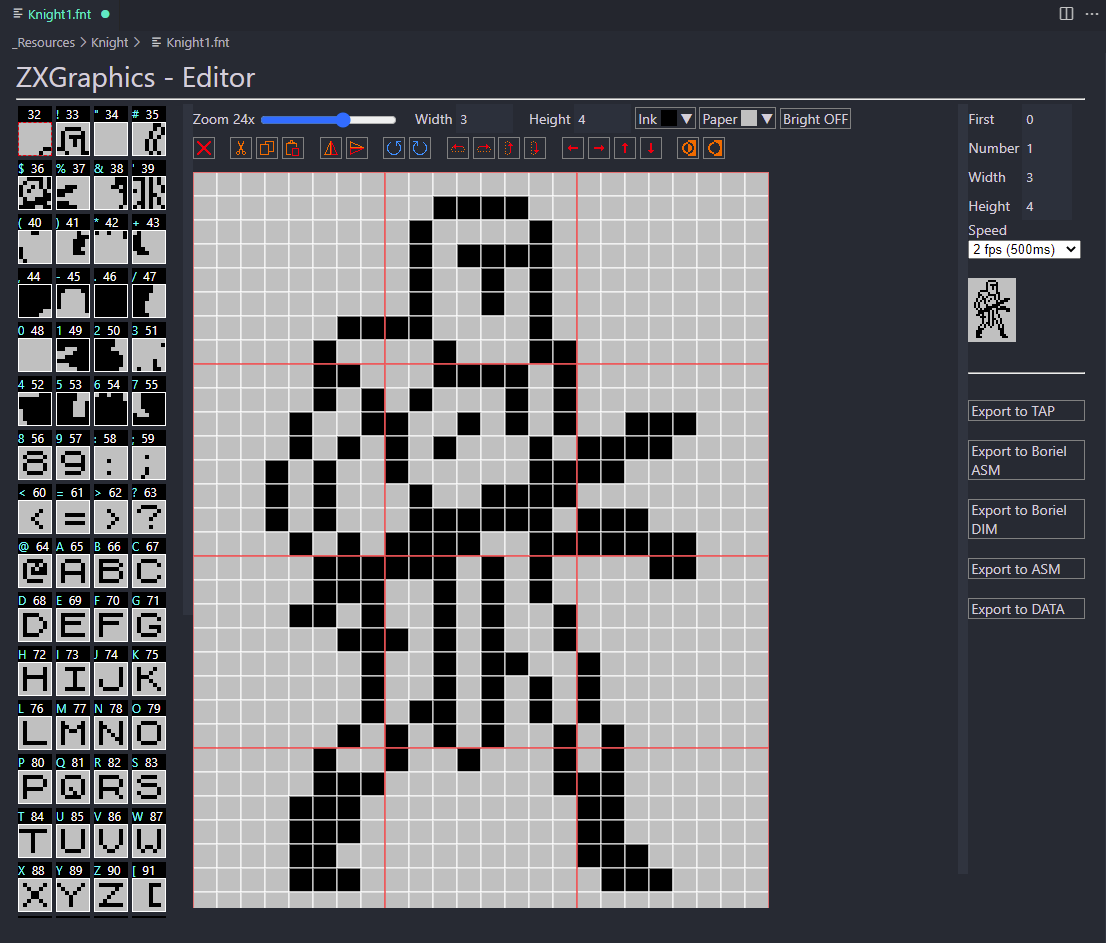 Knight1.fnt
_Resources > Knight > Knight1.fnt
ZXGraphics - Editor
32 ! 33 " 34 # 35
$ 36 % 37 & 38 ' 39
( 40 ) 41 * 42 + 43
, 44 - 45 . 46 / 47
0 48 1 49 2 50 3 51
4 52 5 53 6 54 7 55
8 56 9 57 : 58 ; 59
8 9 : ;
< 60 = 61 > 62 ? 63
< = > ?
@ 64 A 65 B 66 C 67
@ A B C
D 68 E 69 F 70 G 71
D E F G
H 72 I 73 J 74 K 75
H I J K
L 76 M 77 N 78 O 79
L M N O
P 80 Q 81 R 82 S 83
P Q R S
T 84 U 85 V 86 W 87
T U V W
X 88 Y 89 Z 90 [ 91
X Y Z [
Zoom 24x Width 3 Height 4 Ink Paper Bright OFF
First 0
Number 1
Width 3
Height 4
Speed
2 fps (500ms)
Export to TAP
Export to Boriel
ASM
Export to Boriel
DIM
Export to ASM
Export to DATA